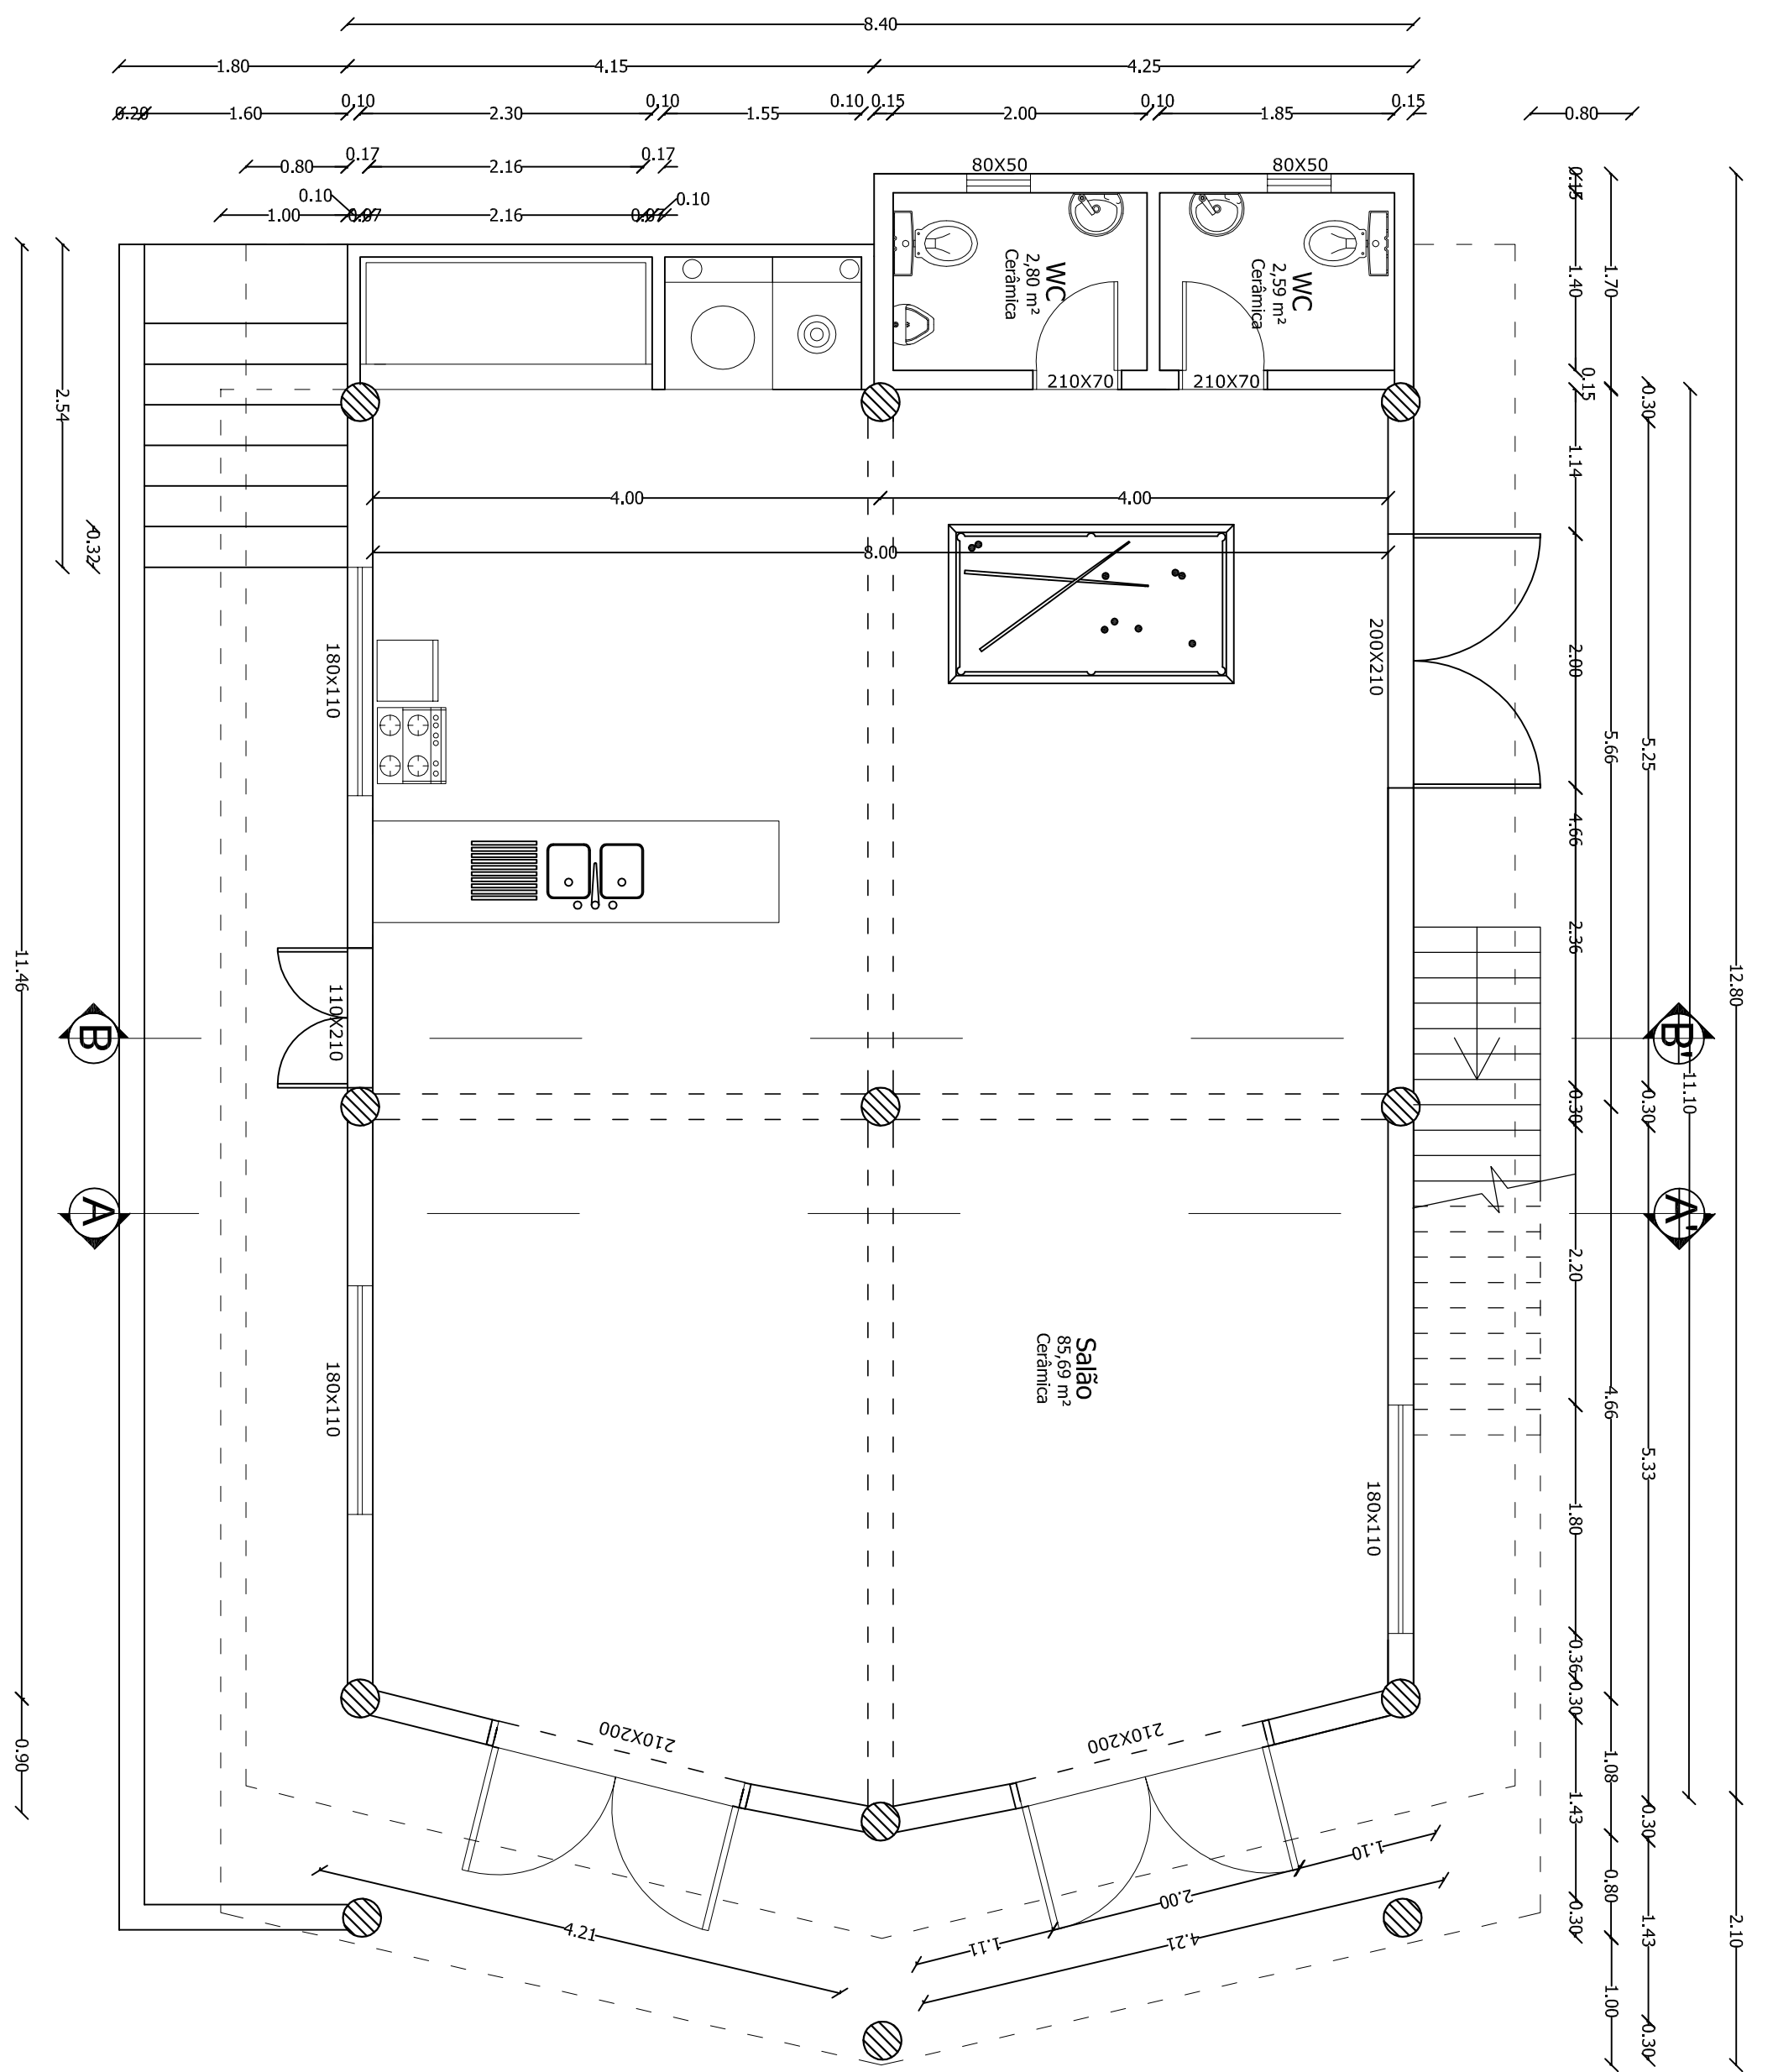 8.40
1.80
4.15
4.25
0.20
1.60
0.10
2.30
0.10
1.55
0.10
0.15
2.00
0.10
1.85
0.15
0.80
0.80
0.17
2.16
0.17
0.10
1.00
0.07
2.16
0.07
0.10
80X50
80X50
WC
2,80 m²
Cerâmica
WC
2,59 m²
Cerâmica
210X70
210X70
4.00
4.00
8.00
180x110
200X210
110X210
180x110
180x110
Salão
85,69 m²
Cerâmica
210X200
210X200
B
B'
A
A'
2.54
0.32
11.46
0.90
0.15
1.40
0.15
1.14
2.00
4.66
2.36
0.30
2.20
1.80
0.36
0.30
1.43
0.30
1.70
5.66
4.66
1.08
0.80
1.00
0.30
5.25
0.30
5.33
0.30
1.43
0.30
11.10
12.80
2.10
4.21
1.10
2.00
1.11
4.21